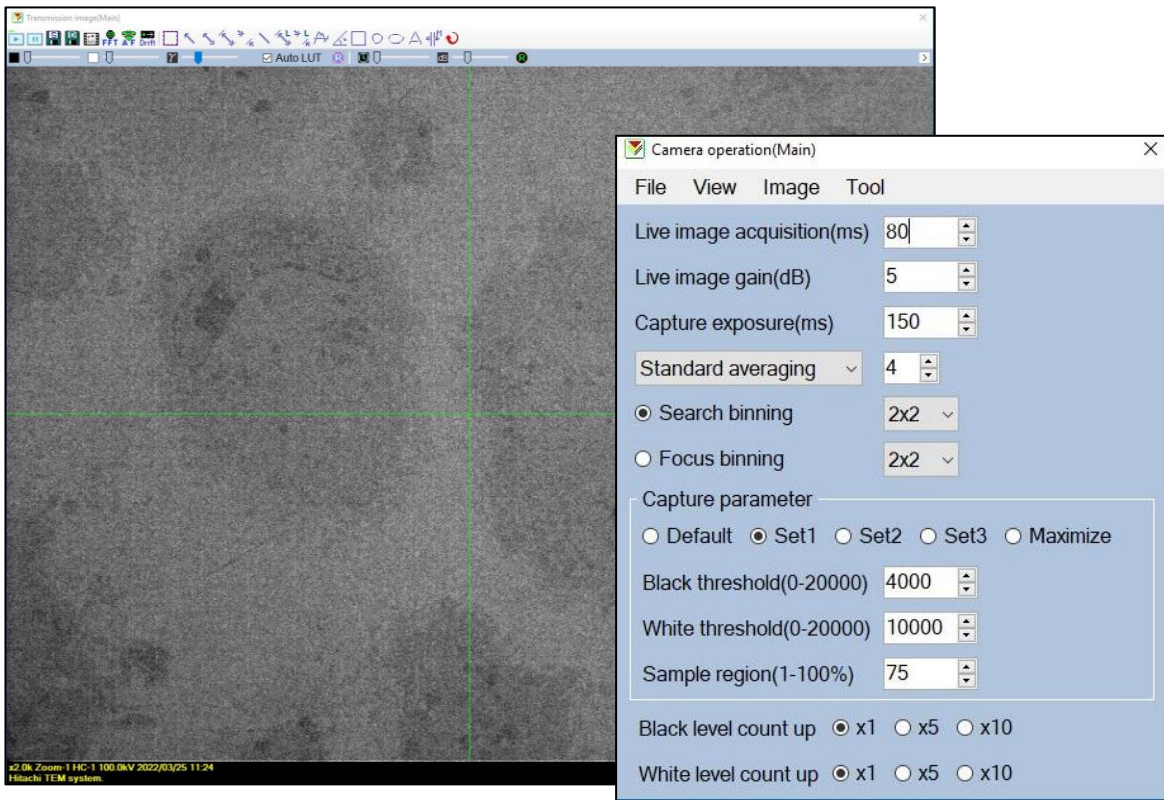 Transmission image(Main)
FFT A/F Drift
γ Auto LUT R R
x2.0k Zoom-1 HC-1 100.0kV 2022/03/25 11:24
Hitachi TEM system.
Camera operation(Main)
File View Image Tool
Live image acquisition(ms) 80
Live image gain(dB) 5
Capture exposure(ms) 150
Standard averaging 4
Search binning 2x2
Focus binning 2x2
Capture parameter
Default Set1 Set2 Set3 Maximize
Black threshold(0-20000) 4000
White threshold(0-20000) 10000
Sample region(1-100%) 75
Black level count up x1 x5 x10
White level count up x1 x5 x10